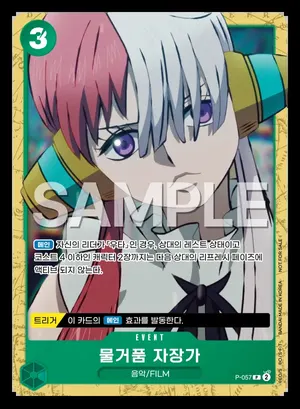 3
SAMPLE
메인 자신의 리더가 「우타」인 경우, 상대의 레스트 상태이고
코스트 4 이하인 캐릭터 2장까지는 다음 상대의 리프레시 페이즈에
액티브 되지 않는다.
트리거 이 카드의 메인 효과를 발동한다.
EVENT
물거품 자장가
음악/FILM
P-057 P 2